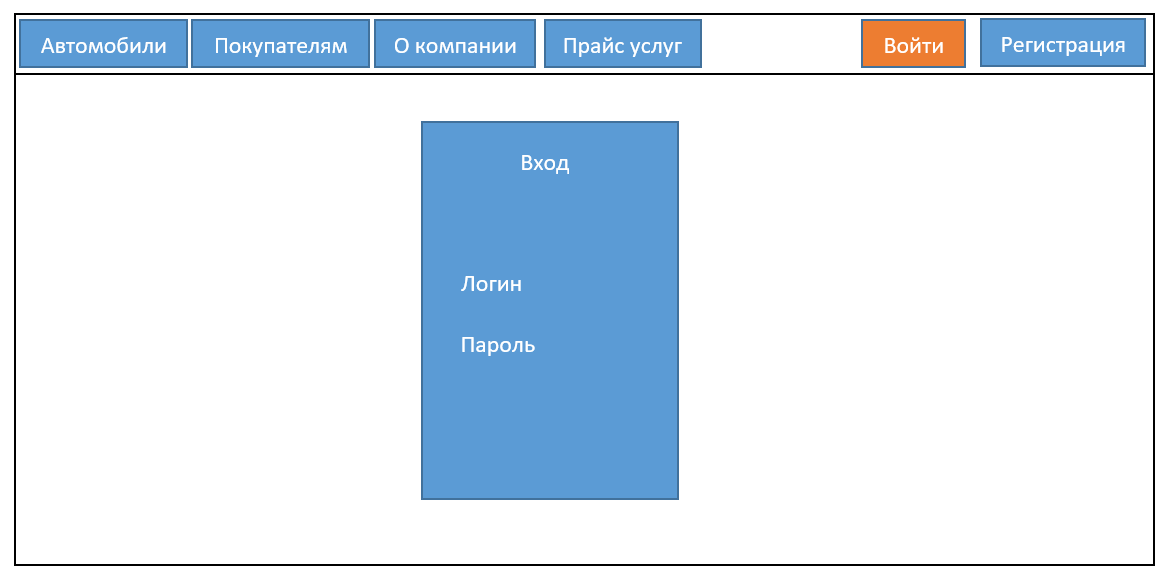 Автомобили
Покупателям
О компании
Прайс услуг
Войти
Регистрация
Вход
Логин
Пароль